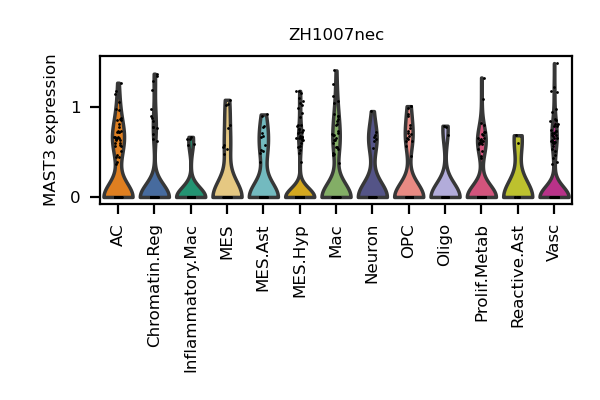 ZH1007nec
MAST3 expression
1
0
AC
Chromatin.Reg
Inflammatory.Mac
MES
MES.Ast
MES.Hyp
Mac
Neuron
OPC
Oligo
Prolif.Metab
Reactive.Ast
Vasc